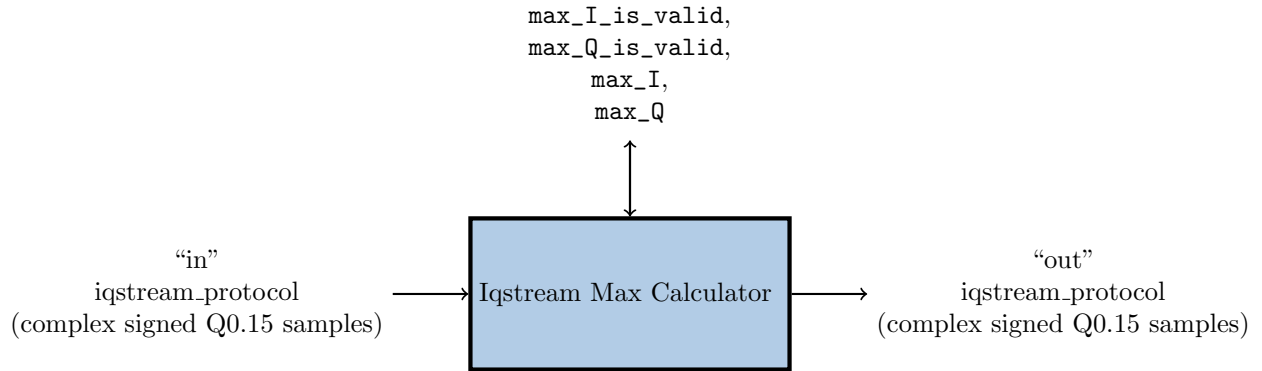 max_I_is_valid,
max_Q_is_valid,
max_I,
max_Q
“in”
iqstream_protocol
(complex signed Q0.15 samples)
Iqstream Max Calculator
“out”
iqstream_protocol
(complex signed Q0.15 samples)